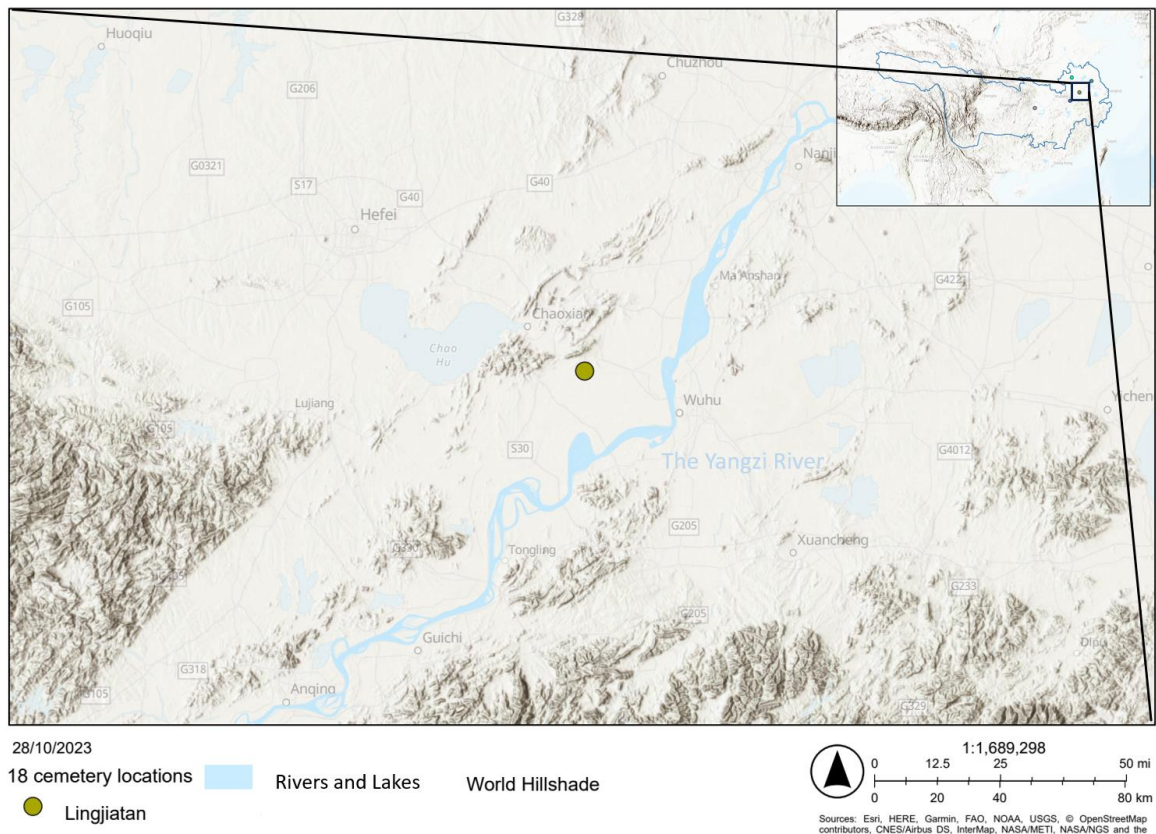 G328
Huoqiu
Chuzhou
G206
Nanji
G0321
S17
G40
G40
Hefei
Ma Anshan
G422
G105
Chaoxia
Chao
Hu
Lujiang
Wuhu
Yichen
G105
S30
G4012
The Yangzi River
G205
Xuancheng
Tongling
G233
G205
Guichi
G318
Anqing
G105
G329
28/10/2023
18 cemetery locations
Rivers and Lakes
World Hillshade
Lingjiatan
1:1,689,298
0 12.5 25 50 mi
0 20 40 80 km
Sources: Esri, HERE, Garmin, FAO, NOAA, USGS, © OpenStreetMap
contributors, CNES/Airbus DS, InterMap, NASA/METI, NASA/NGS and the